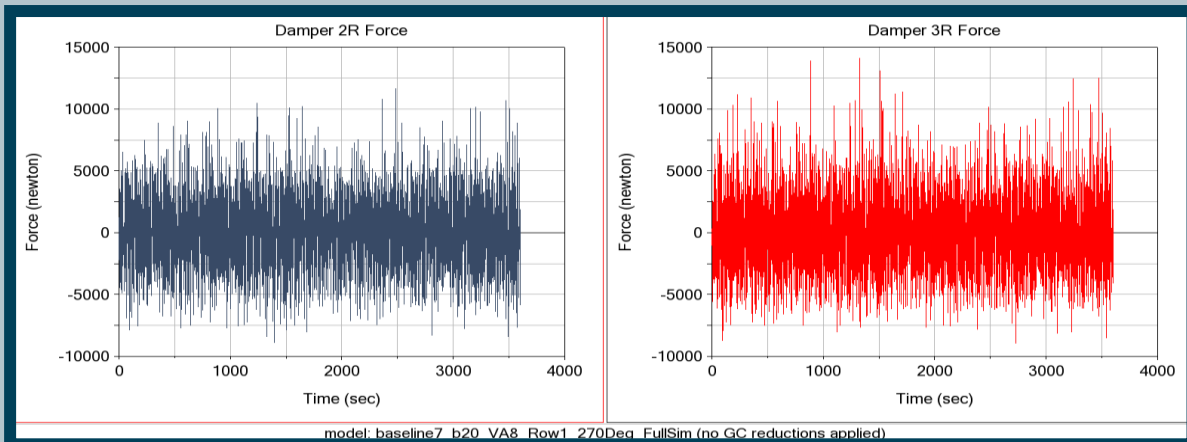 Damper 2R Force
15000
10000
5000
0
-5000
-10000
Force (newton)
0 1000 2000 3000 4000
Time (sec)
Damper 3R Force
15000
10000
5000
0
-5000
-10000
Force (newton)
0 1000 2000 3000 4000
Time (sec)
model: baseline7_b20_VA8_Row1_270Deg_FullSim (no GC reductions applied)